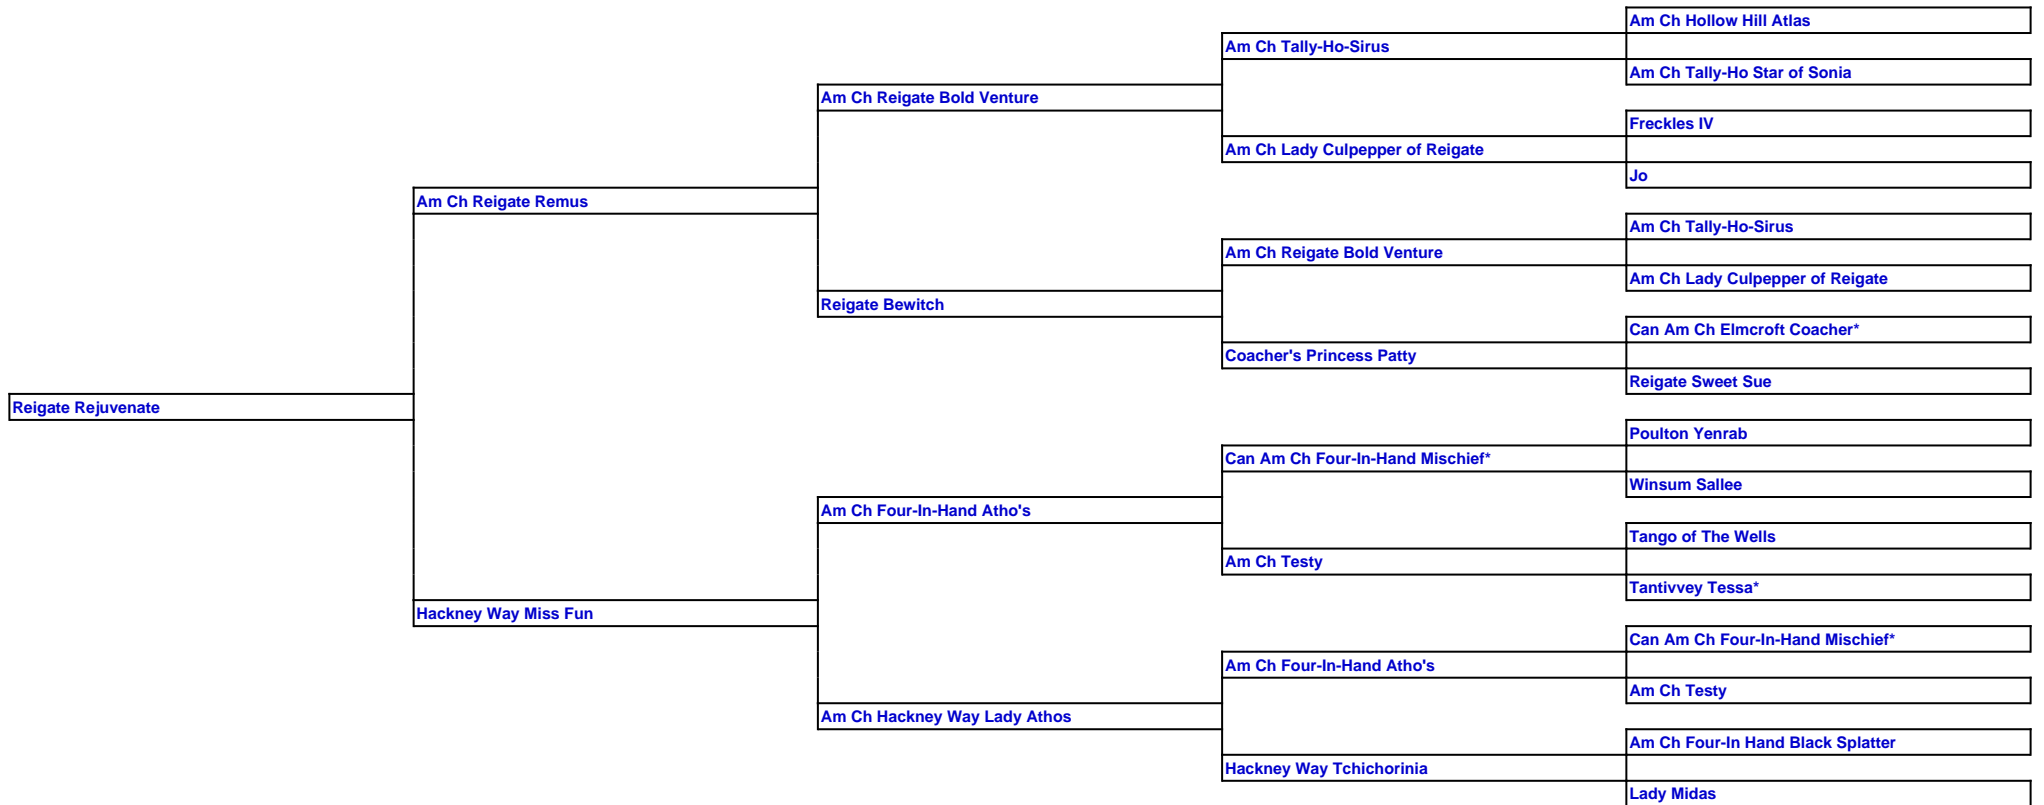 Am Ch Hollow Hill Atlas
Am Ch Tally-Ho-Sirus
Am Ch Tally-Ho Star of Sonia
Am Ch Reigate Bold Venture
Freckles IV
Am Ch Lady Culpepper of Reigate
Jo
Am Ch Reigate Remus
Am Ch Tally-Ho-Sirus
Am Ch Reigate Bold Venture
Am Ch Lady Culpepper of Reigate
Reigate Bewitch
Can Am Ch Elmcroft Coacher*
Coacher's Princess Patty
Reigate Sweet Sue
Reigate Rejuvenate
Poulton Yenrab
Can Am Ch Four-In-Hand Mischief*
Winsum Sallee
Am Ch Four-In-Hand Atho's
Tango of The Wells
Am Ch Testy
Tantivvey Tessa*
Hackney Way Miss Fun
Can Am Ch Four-In-Hand Mischief*
Am Ch Four-In-Hand Atho's
Am Ch Testy
Am Ch Hackney Way Lady Athos
Am Ch Four-In Hand Black Splatter
Hackney Way Tchichorinia
Lady Midas